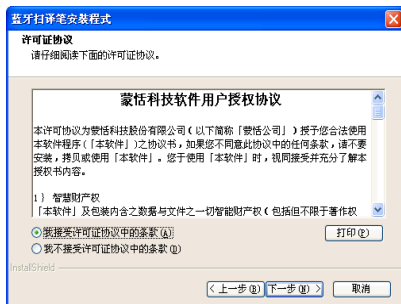 蓝牙扫译笔安装程式
许可证协议
请仔细阅读下面的许可证协议。
蒙恬科技软件用户授权协议
本许可协议为蒙恬科技股份有限公司(以下简称「蒙恬公司」)授予您合法使用
本软件程序(「本软件」)之协议书,如果您不同意此协议中的任何条款,请不要
安装,拷贝或使用「本软件」。您于使用「本软件」时,视同接受并充分了解本
授权书内容。
1} 智慧财产权
「本软件」及包装内含之数据与文件之一切智能财产权(包括但不限于著作权
我接受许可证协议中的条款(A)
打印(P)
我不接受许可证协议中的条款(D)
InstallShield
< 上一步(B)
下一步(N) >
取消